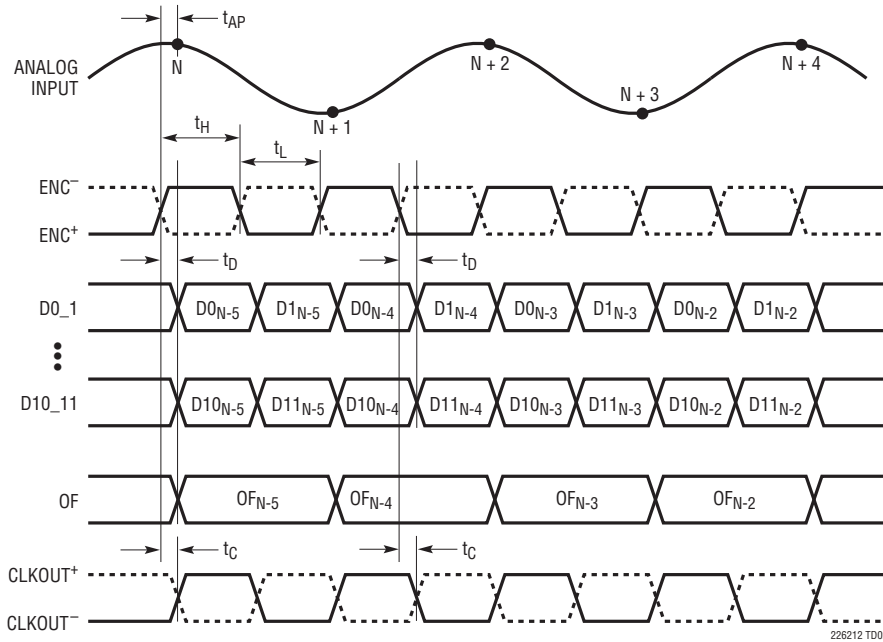 tAP
ANALOG
INPUT
N
N + 1
N + 2
N + 3
N + 4
tH
tL
ENC–
ENC+
tD
tD
D0_1
D0N-5 D1N-5 D0N-4 D1N-4 D0N-3 D1N-3 D0N-2 D1N-2
D10_11
D10N-5 D11N-5 D10N-4 D11N-4 D10N-3 D11N-3 D10N-2 D11N-2
OF
OFN-5 OFN-4 OFN-3 OFN-2
tC
tC
CLKOUT+
CLKOUT–
226212 TD0